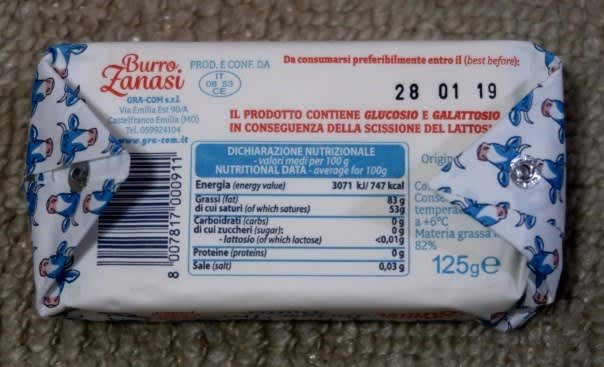 Burro
Zanasi
GRA-COM s.r.l.
Via Emilia Est 90/A
Castelfranco Emilia (MO)
Tel. 059924104
www.gra-com.it
PROD. E CONF. DA
IT
08 53
CE
Da consumarsi preferibilmente entro il (best before):
28 01 19
IL PRODOTTO CONTIENE GLUCOSIO E GALATTOSIO
IN CONSEGUENZA DELLA SCISSIONE DEL
8 007817 000911
DICHIARAZIONE NUTRIZIONALE
- valori medi per 100 g
NUTRITIONAL DATA - average for 100g
Energia (energy value) 3071 kJ/ 747 kcal
Grassi (fat) 83 g
di cui saturi (of which satures) 53g
Carboidrati (carbs) 0 g
di cui zuccheri (sugar): 0 g
- lattosio (of which lactose) <0,01g
Proteine (proteins) 0 g
Sale (salt) 0,03 g
a +6°C
Materia grassa
82%
125g e